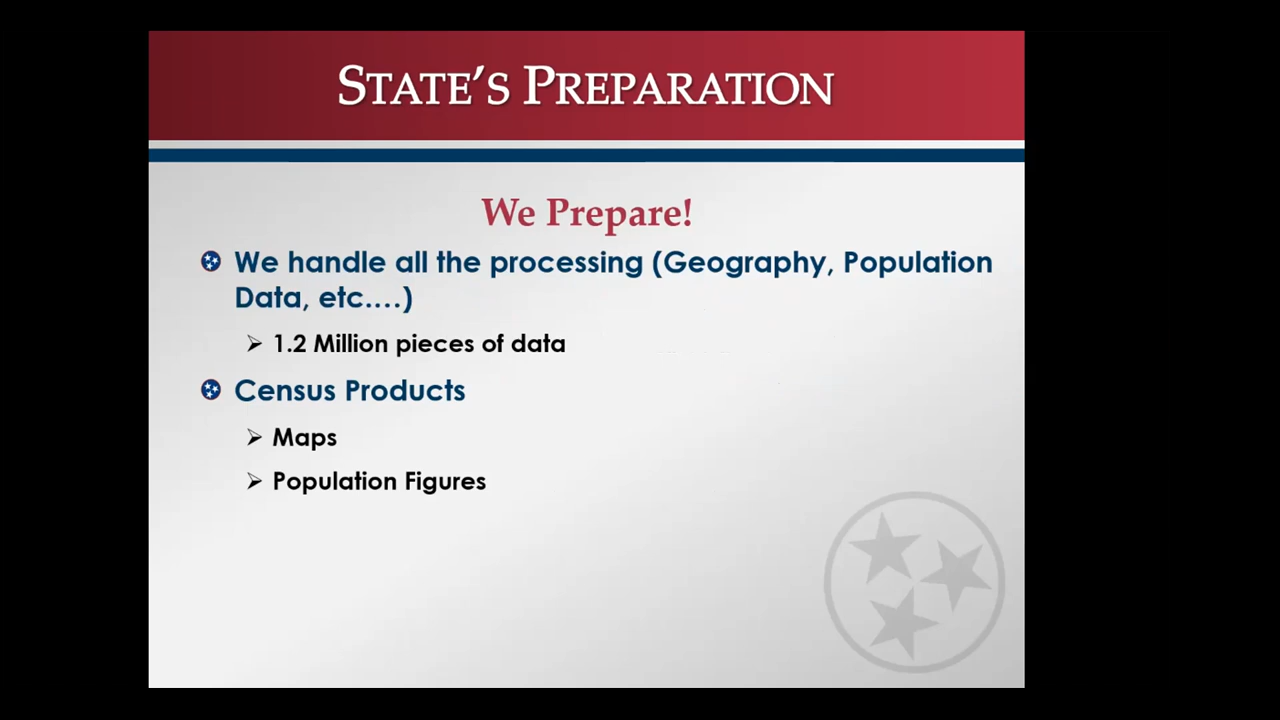 STATE'S PREPARATION
We Prepare!
We handle all the processing (Geography, Population
Data, etc.…)
1.2 Million pieces of data
Census Products
Maps
Population Figures